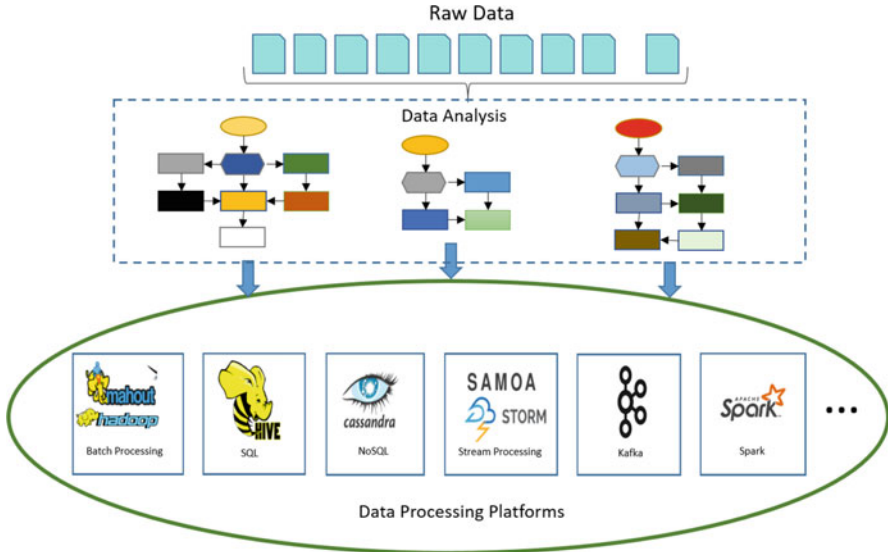 Raw Data
Data Analysis
mahout
hadoop
Batch Processing
HIVE
SQL
cassandra
NoSQL
SAMOA
STORM
Stream Processing
Kafka
APACHE
Spark
Spark
Data Processing Platforms